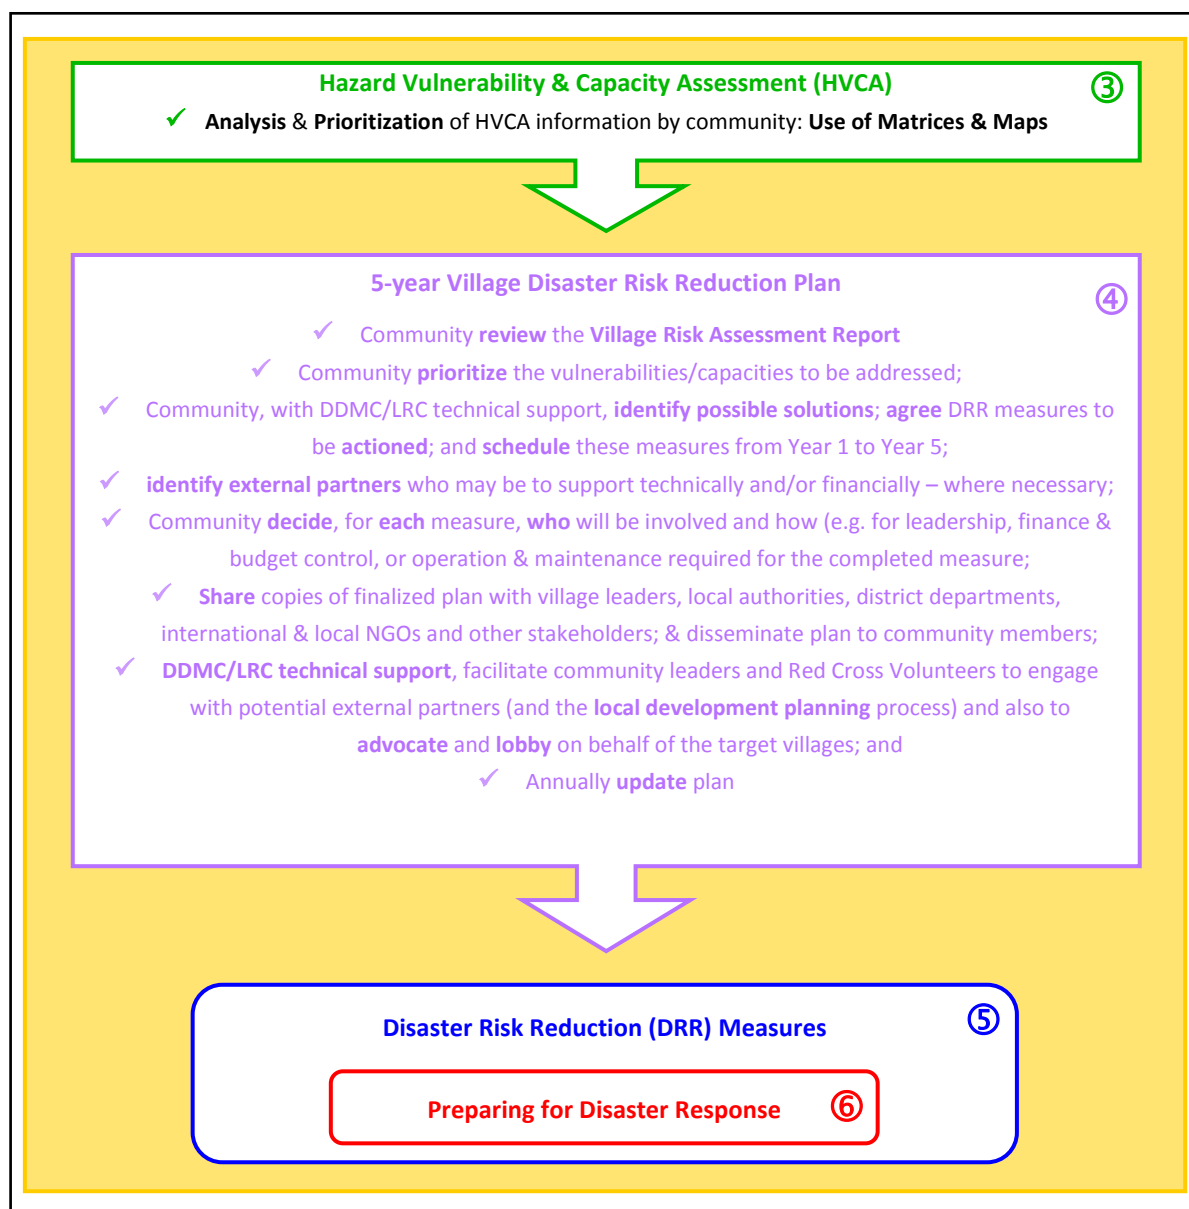 Hazard Vulnerability & Capacity Assessment (HVCA)
③
✓ Analysis & Prioritization of HVCA information by community: Use of Matrices & Maps
5-year Village Disaster Risk Reduction Plan
④
✓ Community review the Village Risk Assessment Report
✓ Community prioritize the vulnerabilities/capacities to be addressed;
✓ Community, with DDMC/LRC technical support, identify possible solutions; agree DRR measures to
be actioned; and schedule these measures from Year 1 to Year 5;
✓ identify external partners who may be to support technically and/or financially – where necessary;
✓ Community decide, for each measure, who will be involved and how (e.g. for leadership, finance &
budget control, or operation & maintenance required for the completed measure;
✓ Share copies of finalized plan with village leaders, local authorities, district departments,
international & local NGOs and other stakeholders; & disseminate plan to community members;
✓ DDMC/LRC technical support, facilitate community leaders and Red Cross Volunteers to engage
with potential external partners (and the local development planning process) and also to
advocate and lobby on behalf of the target villages; and
✓ Annually update plan
Disaster Risk Reduction (DRR) Measures
⑤
Preparing for Disaster Response
⑥